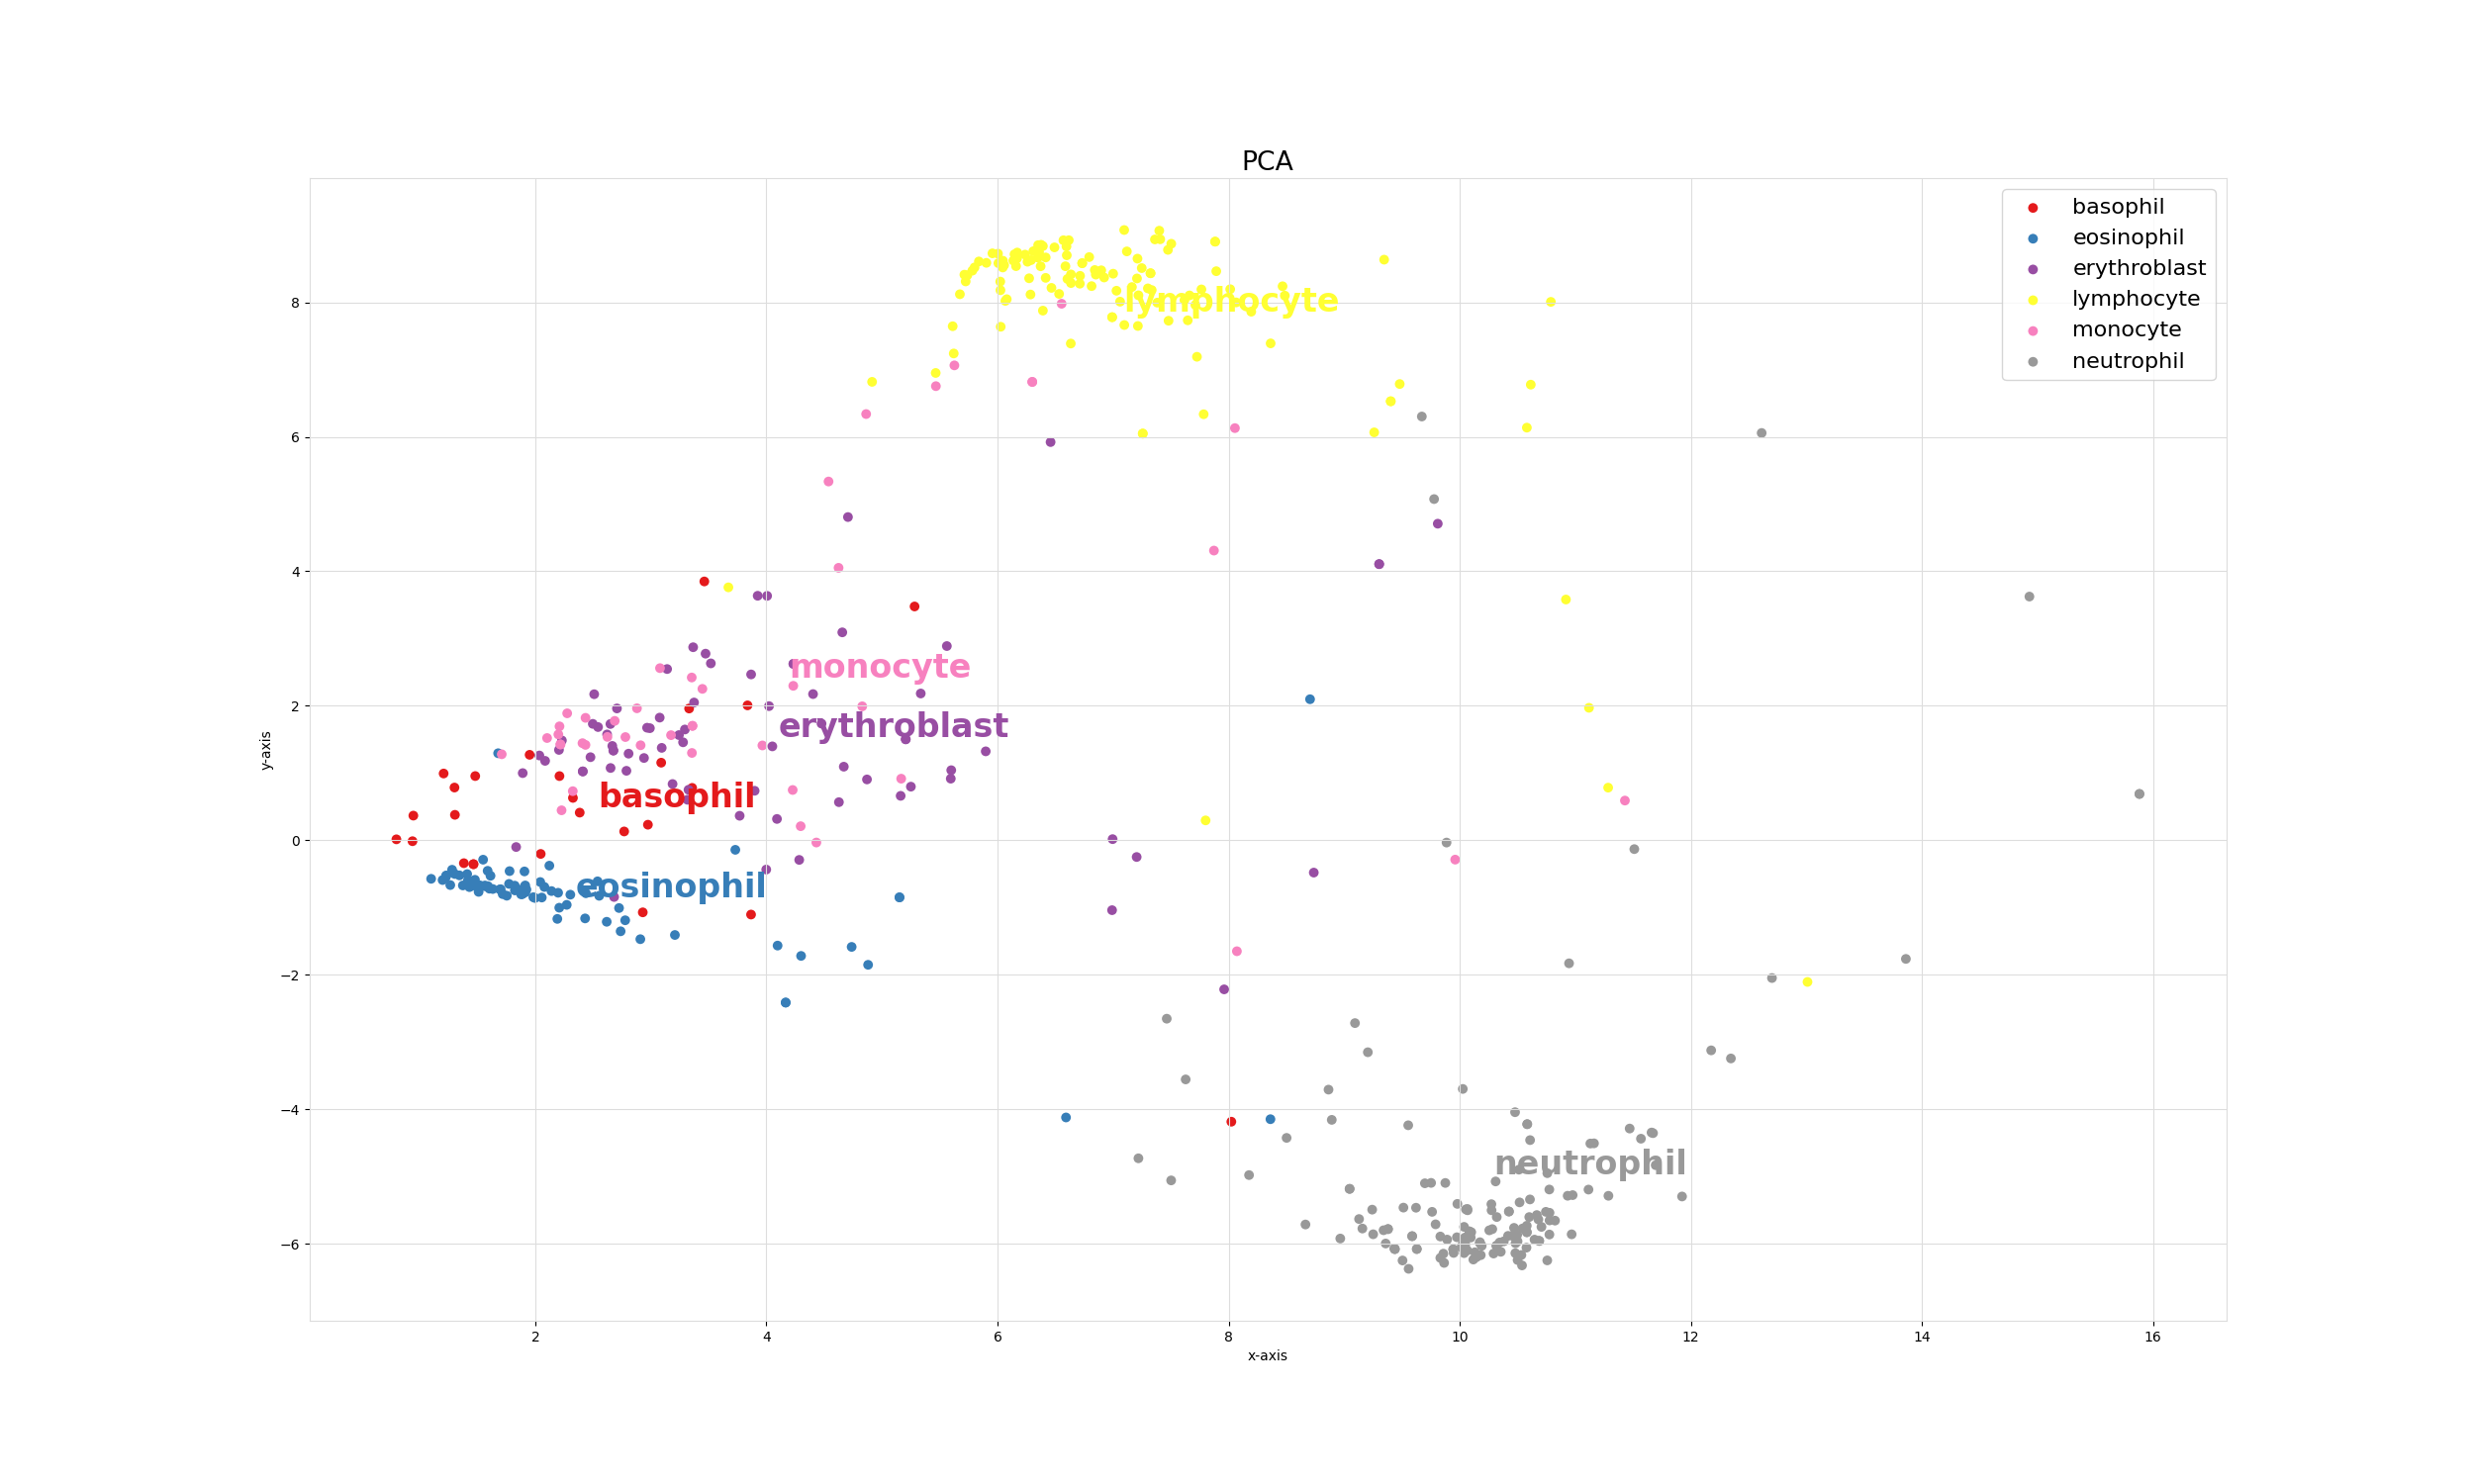 PCA
basophil
eosinophil
erythroblast
lymphocyte
monocyte
neutrophil
lymphocyte
monocyte
erythroblast
basophil
eosinophil
neutrophil
8
6
4
2
0
−2
−4
−6
y-axis
2 4 6 8 10 12 14 16
x-axis